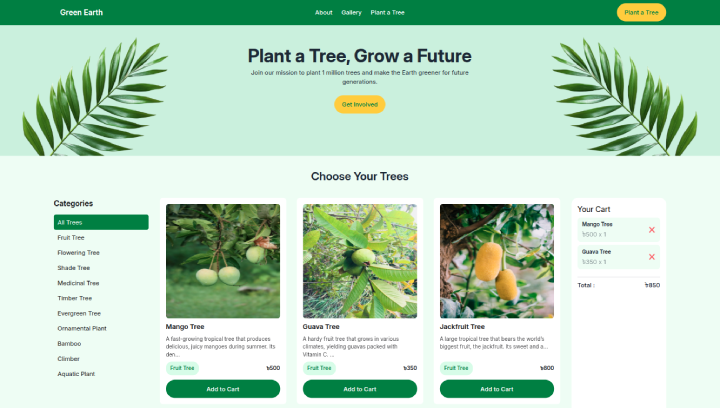 Green Earth
About Gallery Plant a Tree
Plant a Tree
Plant a Tree, Grow a Future
Join our mission to plant 1 million trees and make the Earth greener for future
generations.
Get Involved
Choose Your Trees
Categories
All Trees
Fruit Tree
Flowering Tree
Shade Tree
Medicinal Tree
Timber Tree
Evergreen Tree
Ornamental Plant
Bamboo
Climber
Aquatic Plant
Mango Tree
A fast-growing tropical tree that produces
delicious, juicy mangoes during summer. Its
den...
Fruit Tree ৳500
Add to Cart
Guava Tree
A hardy fruit tree that grows in various
climates, yielding guavas packed with
Vitamin C. ...
Fruit Tree ৳350
Add to Cart
Jackfruit Tree
A large tropical tree that bears the world's
biggest fruit, the jackfruit. Its sweet and a...
Fruit Tree ৳800
Add to Cart
Your Cart
Mango Tree
৳500 x 1
Guava Tree
৳350 x 1
Total : ৳850